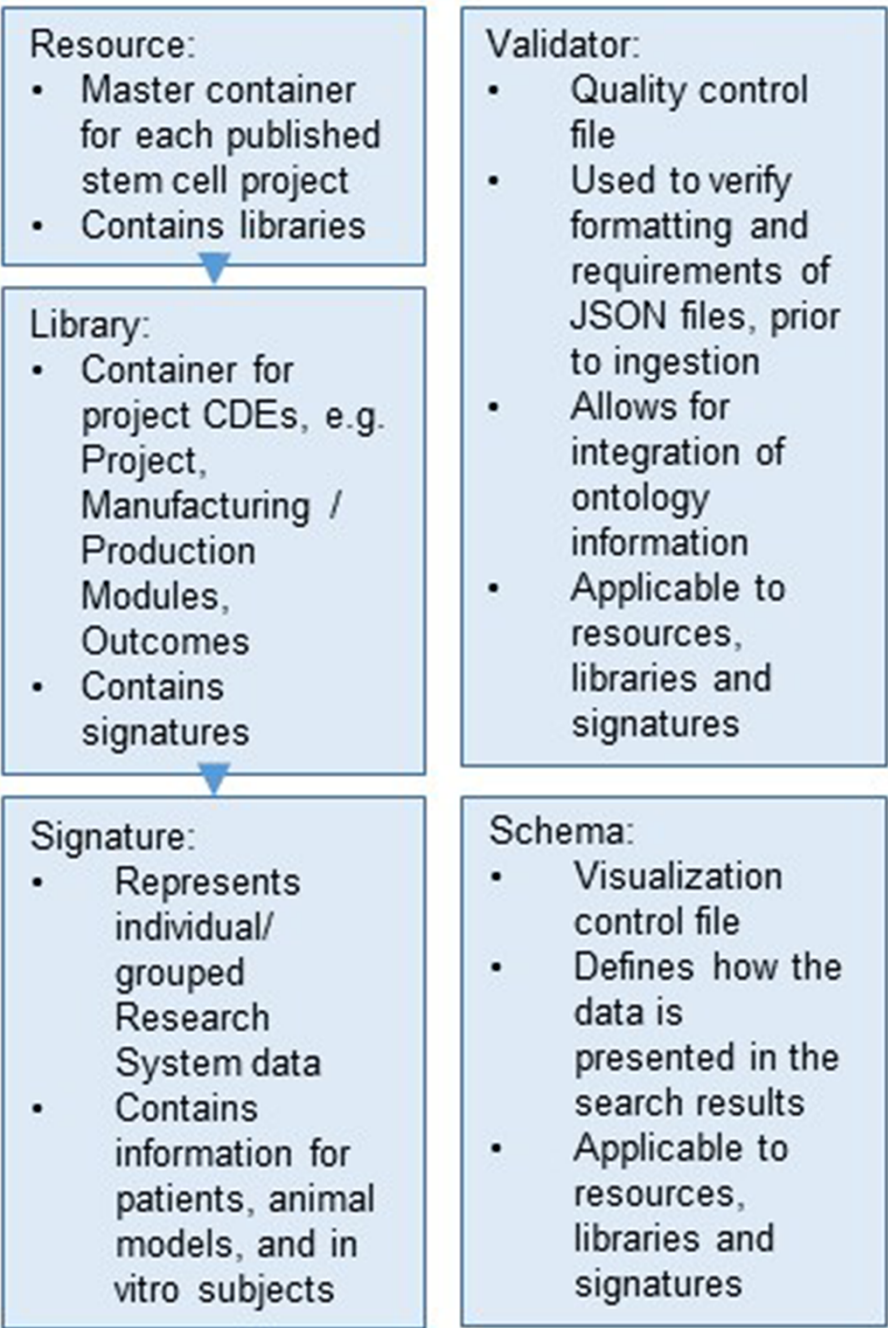 Resource:
• Master container
for each published
stem cell project
• Contains libraries
Library:
• Container for
project CDEs, e.g.
Project,
Manufacturing /
Production
Modules,
Outcomes
• Contains
signatures
Signature:
• Represents
individual/
grouped
Research
System data
• Contains
information for
patients, animal
models, and in
vitro subjects
Validator:
• Quality control
file
• Used to verify
formatting and
requirements of
JSON files, prior
to ingestion
• Allows for
integration of
ontology
information
• Applicable to
resources,
libraries and
signatures
Schema:
• Visualization
control file
• Defines how the
data is
presented in the
search results
• Applicable to
resources,
libraries and
signatures